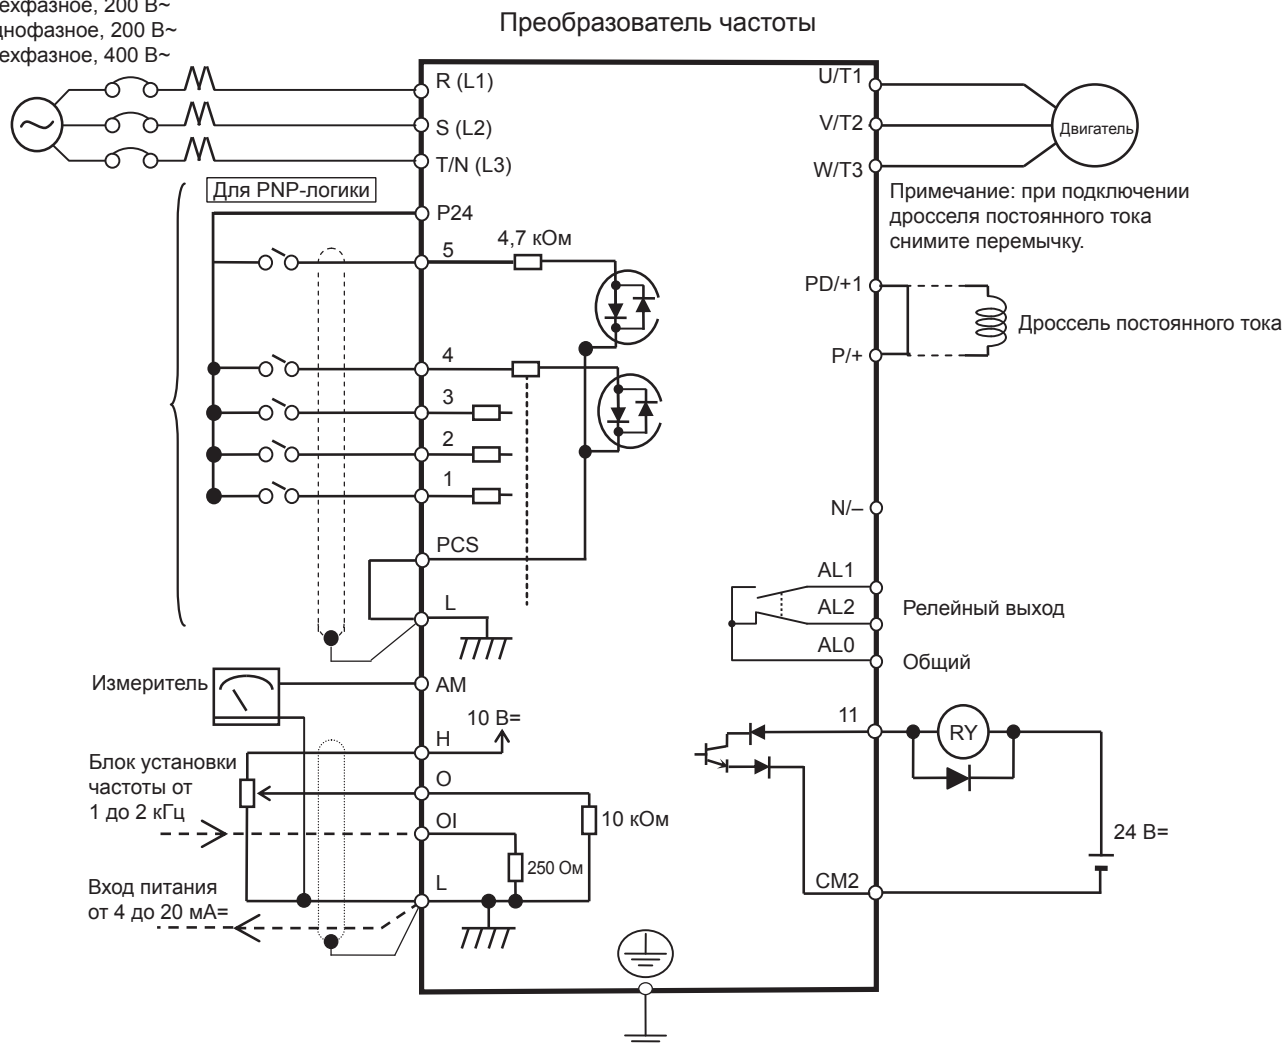 ехфазное, 200 В~
днофазное, 200 В~
ехфазное, 400 В~
Преобразователь частоты
R (L1)
S (L2)
T/N (L3)
U/T1
V/T2
W/T3
Двигатель
Для PNP-логики
P24
Примечание: при подключении
дросселя постоянного тока
снимите перемычку.
5
4,7 кОм
PD/+1
Дроссель постоянного тока
P/+
4
3
2
1
N/–
PCS
L
AL1
AL2
Релейный выход
AL0
Общий
Измеритель
AM
10 В=
11
RY
H
Блок установки
частоты от
1 до 2 кГц
O
10 кОм
OI
250 Ом
24 В=
Вход питания
от 4 до 20 мА=
L
CM2